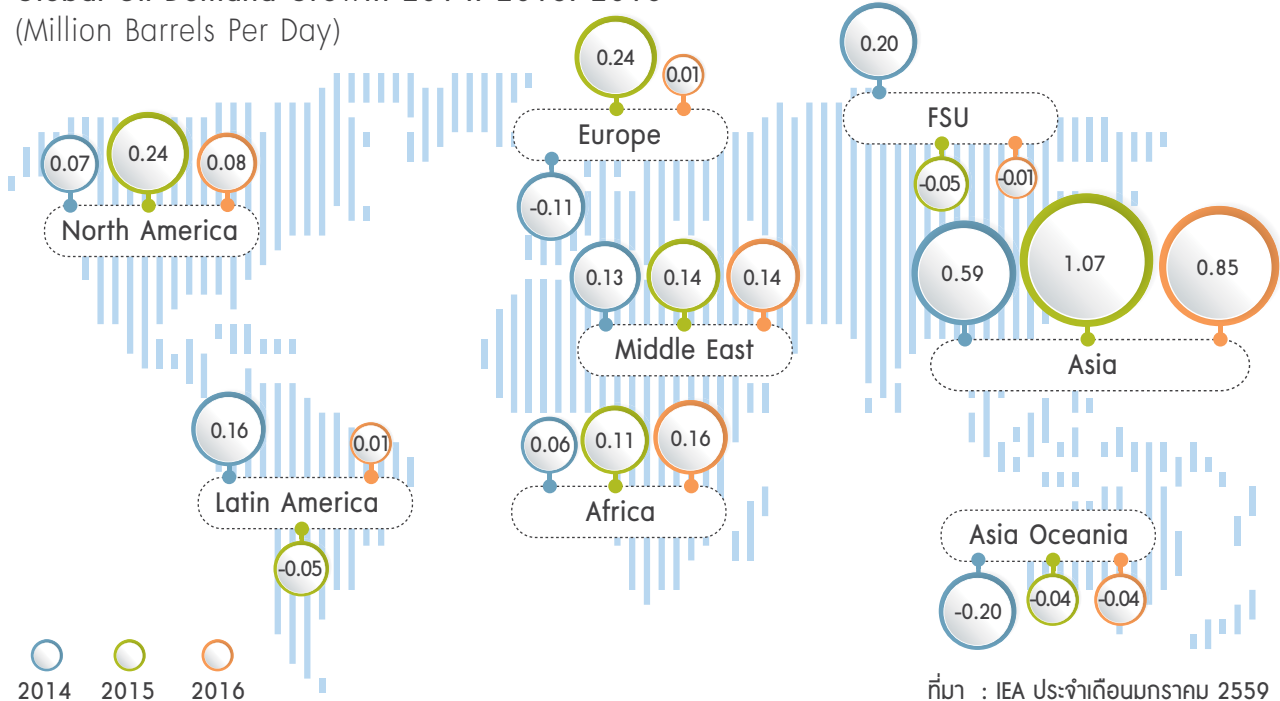 (Million Barrels Per Day)
0.24
0.01
0.20
Europe
FSU
0.07
0.24
0.08
-0.11
-0.05
-0.01
North America
0.13
0.14
0.14
0.59
1.07
0.85
Middle East
Asia
0.16
0.01
0.06
0.11
0.16
Latin America
Africa
Asia Oceania
-0.05
-0.20
-0.04
-0.04
2014 2015 2016
ที่มา : IEA ประจำเดือนมกราคม 2559